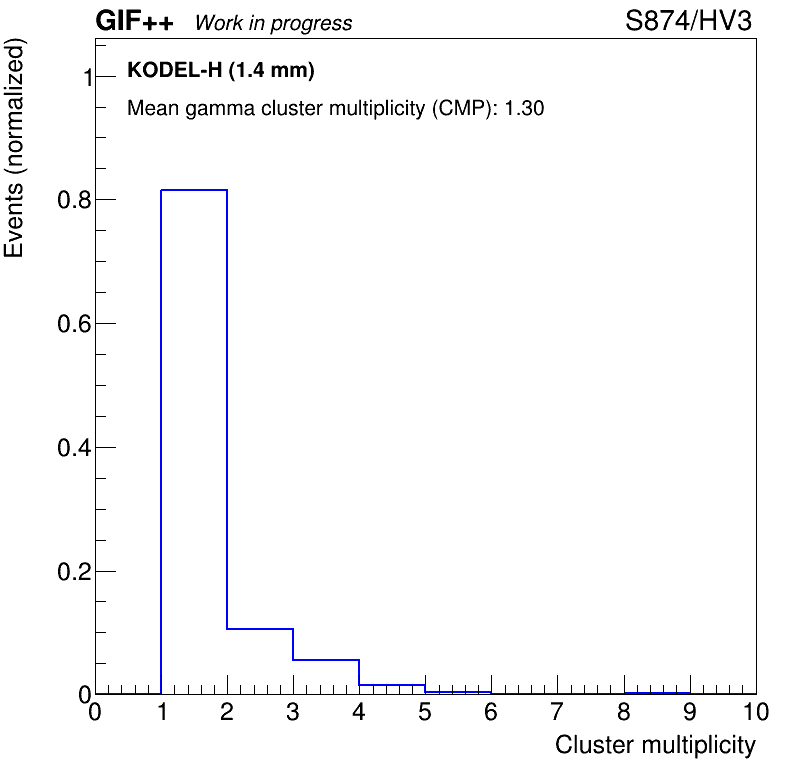 GIF++ Work in progress S874/HV3
KODEL-H (1.4 mm)
Mean gamma cluster multiplicity (CMP): 1.30
Events (normalized)
1
0.8
0.6
0.4
0.2
0
0 1 2 3 4 5 6 7 8 9 10
Cluster multiplicity